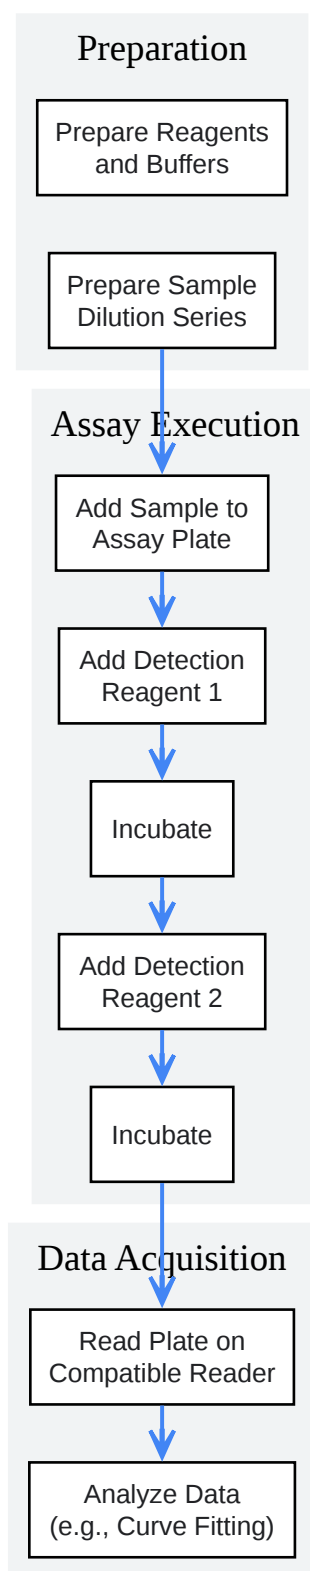 Preparation
Prepare Reagents
and Buffers
Prepare Sample
Dilution Series
Assay Execution
Add Sample to
Assay Plate
Add Detection
Reagent 1
Incubate
Add Detection
Reagent 2
Incubate
Data Acquisition
Read Plate on
Compatible Reader
Analyze Data
(e.g., Curve Fitting)